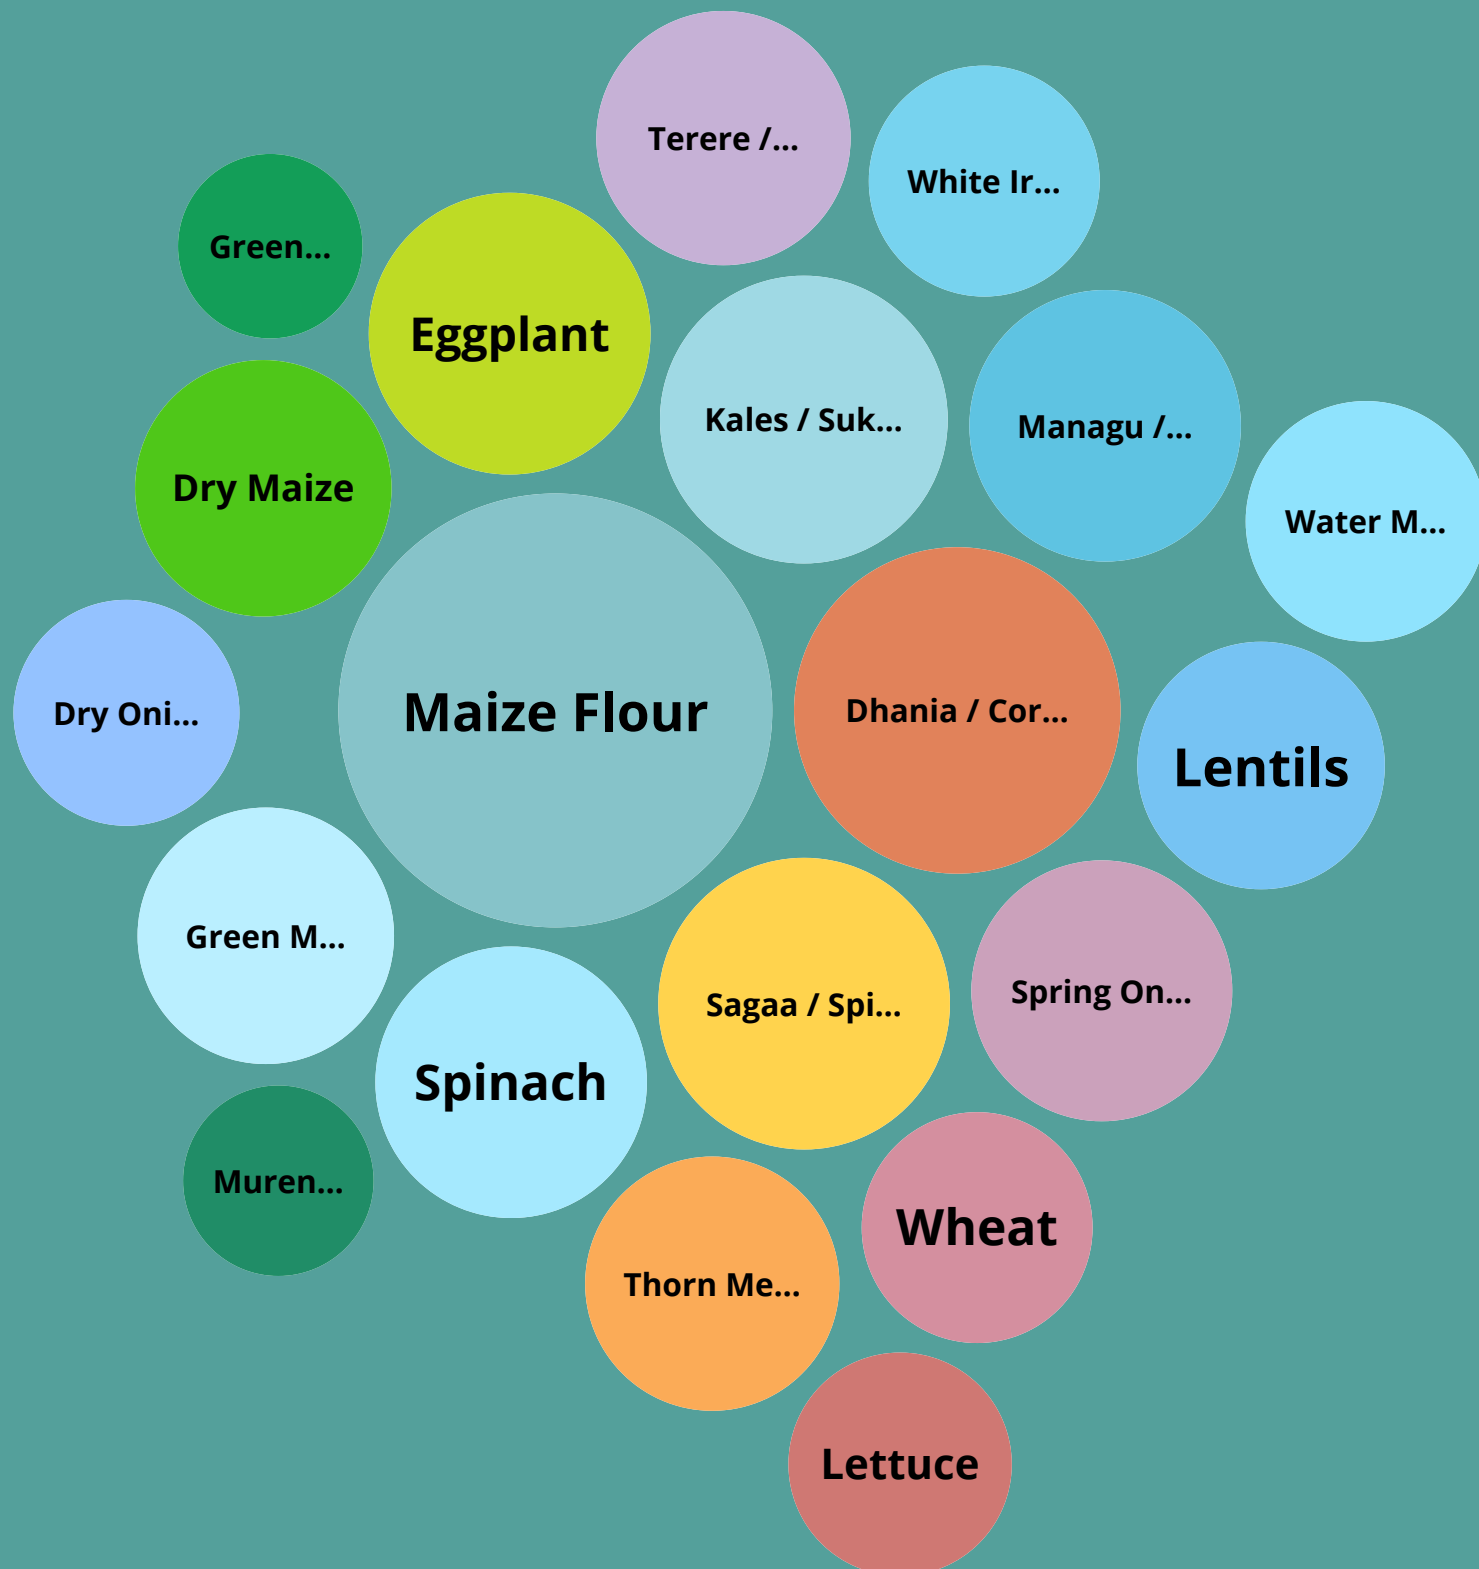 Terere /...
White Ir...
Green...
Eggplant
Kales / Suk...
Managu /...
Dry Maize
Water M...
Maize Flour
Dhania / Cor...
Dry Oni...
Lentils
Green M...
Sagaa / Spi...
Spring On...
Spinach
Muren...
Wheat
Thorn Me...
Lettuce